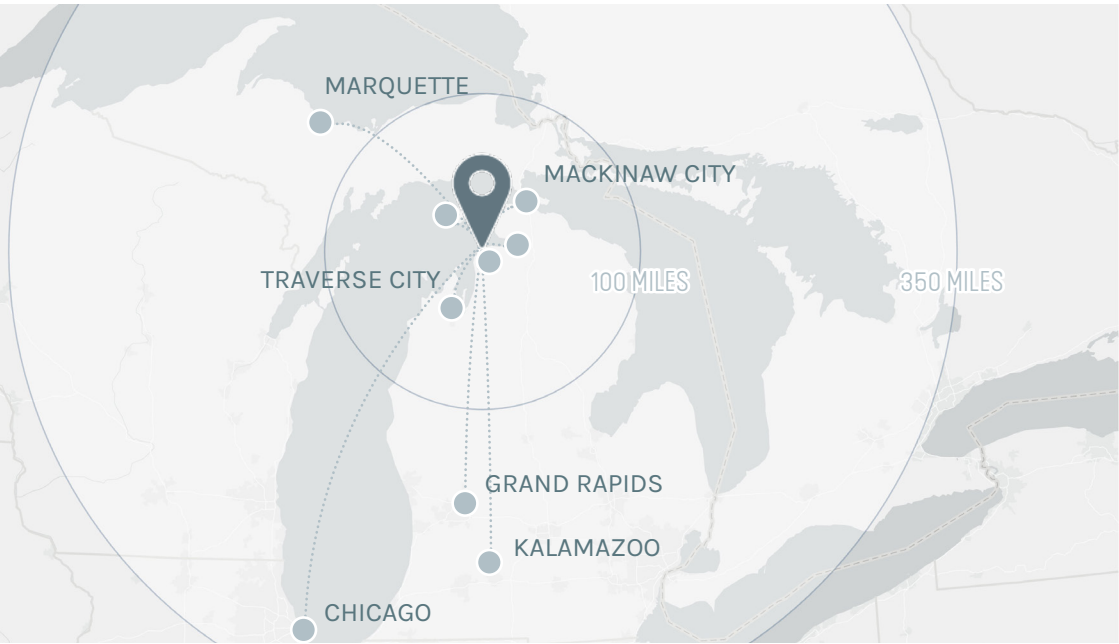 MARQUETTE
MACKINAW CITY
TRAVERSE CITY
100 MILES
350 MILES
GRAND RAPIDS
KALAMAZOO
CHICAGO